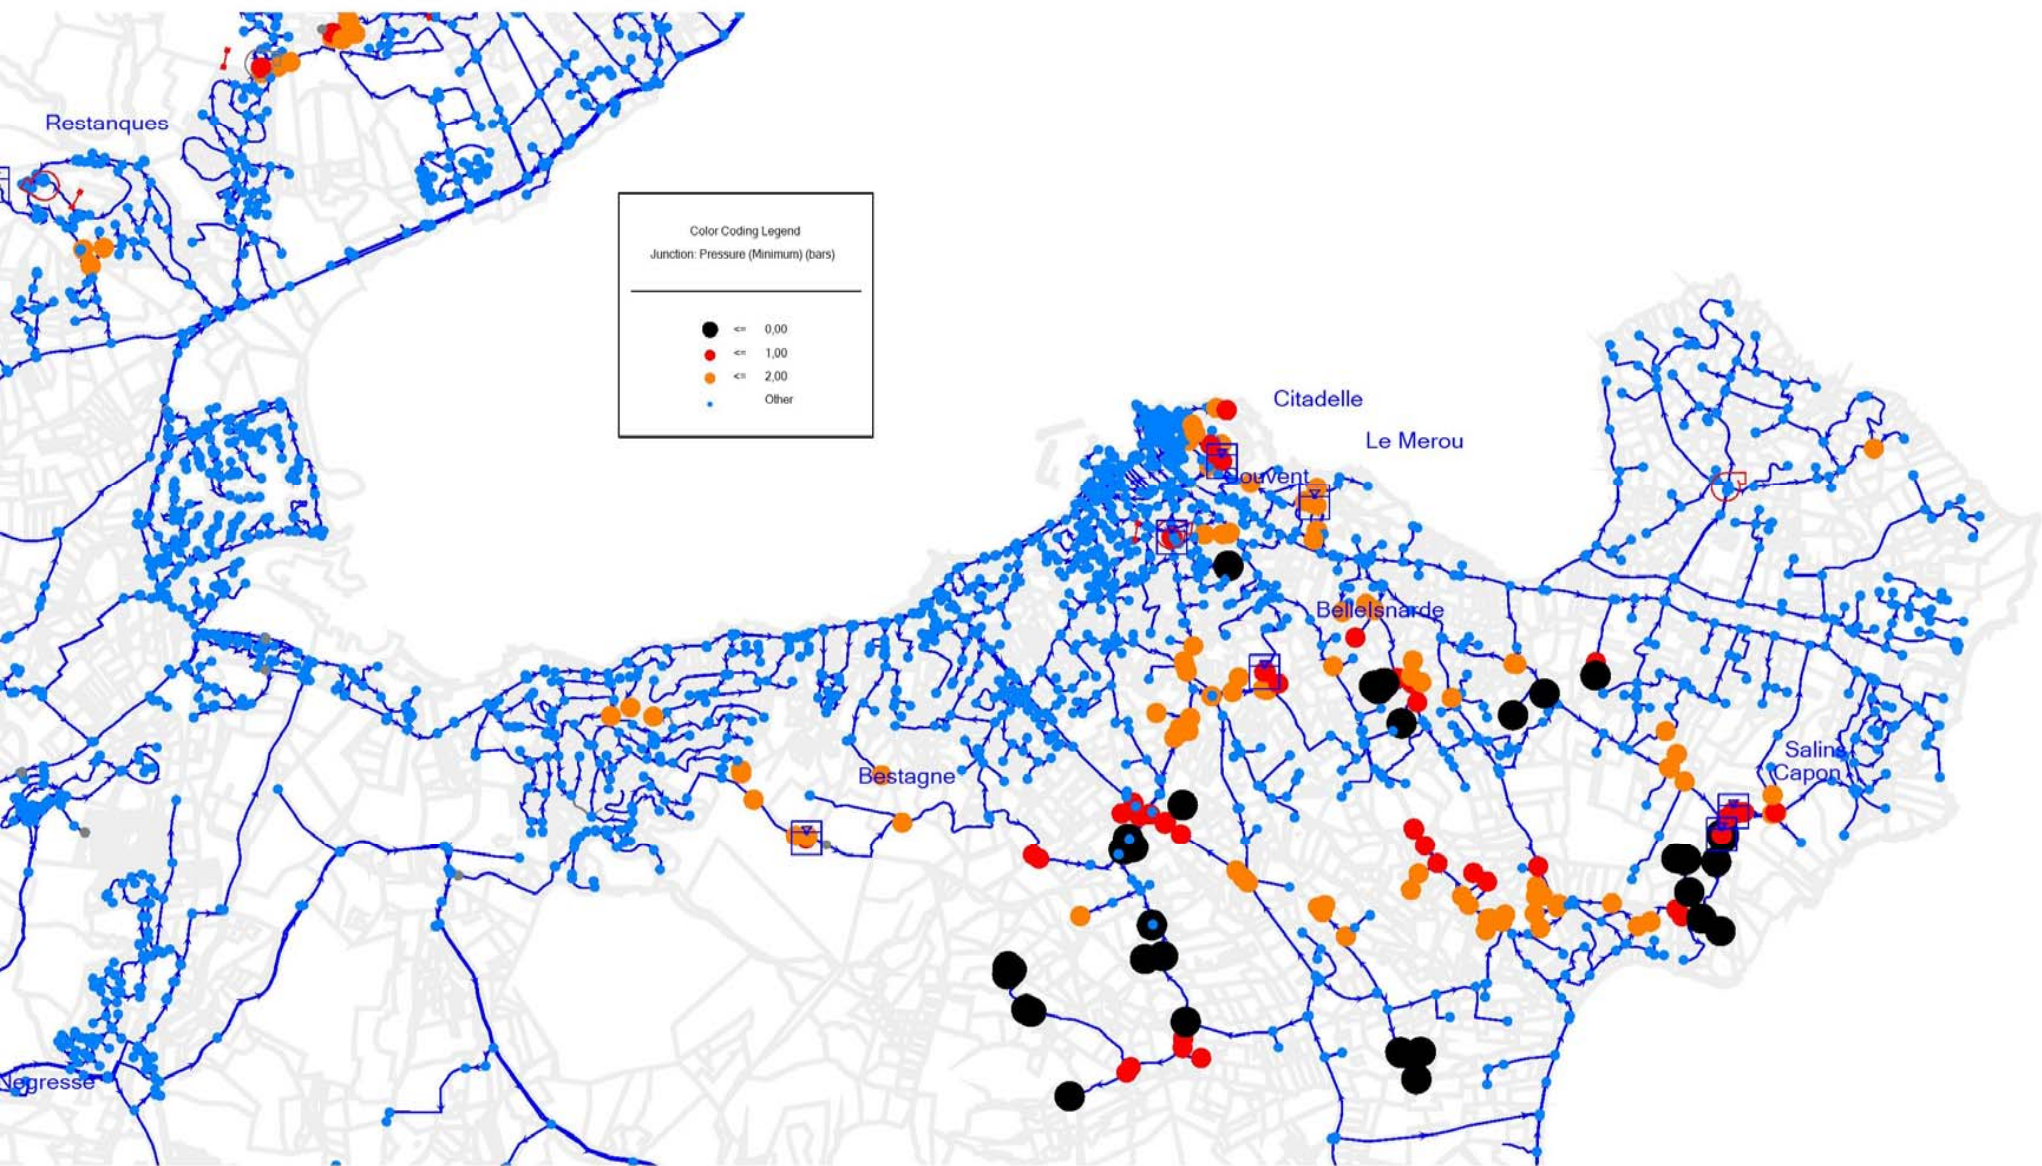 Restanques
Color Coding Legend
Junction: Pressure (Minimum) (bars)
<= 0,00
<= 1,00
<= 2,00
Other
Citadelle
Le Merou
Couvent
BelleIsnarde
Salins
Capon
Bestagne
Negresse